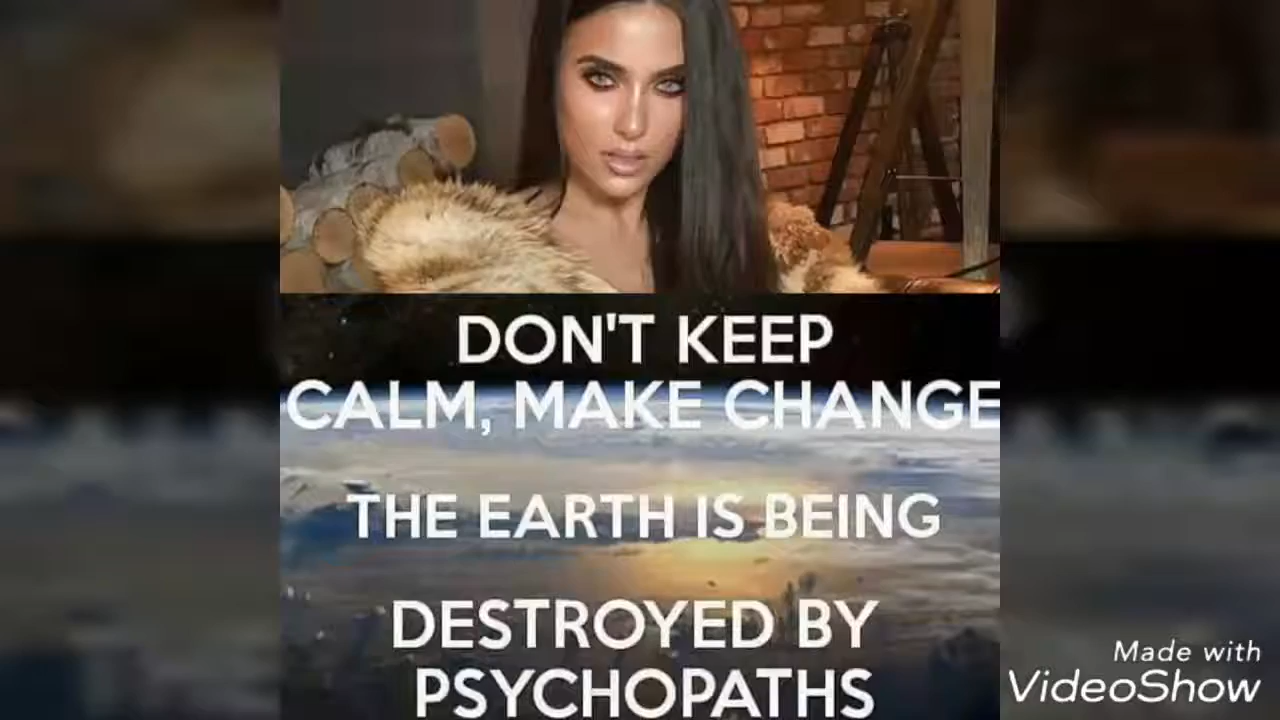 DON'T KEEP
CALM, MAKE CHANGE
THE EARTH IS BEING
DESTROYED BY
PSYCHOPATHS
Made with
VideoShow